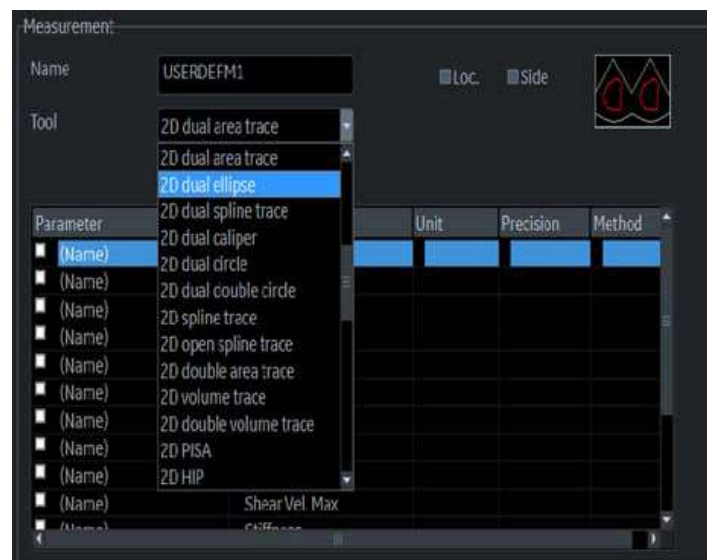 Measurement
Name USERDEFM1 Loc. Side
Tool 2D dual area trace
2D dual area trace
2D dual ellipse
2D dual spline trace
Parameter Unit Precision Method
2D dual caliper
(Name)
2D dual circle
(Name)
2D dual double circle
(Name)
2D spline trace
(Name)
2D open spline trace
(Name)
2D double area trace
(Name)
2D volume trace
(Name)
2D double volume trace
(Name)
2D PISA
(Name)
2D HIP
(Name) Shear Vel. Max
(Name) Stiffness